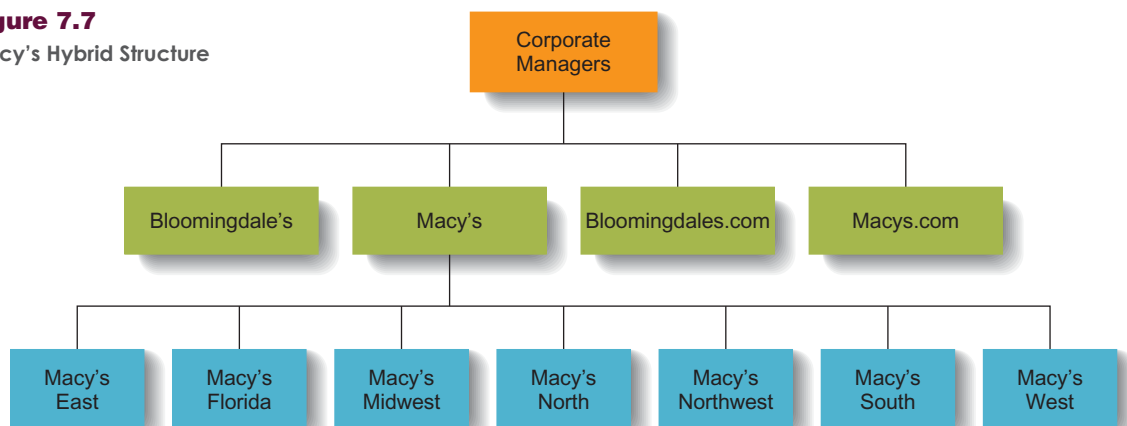 gure 7.7
cy's Hybrid Structure
Corporate
Managers
Bloomingdale's
Macy's
Bloomingdales.com
Macys.com
Macy's
East
Macy's
Florida
Macy's
Midwest
Macy's
North
Macy's
Northwest
Macy's
South
Macy's
West